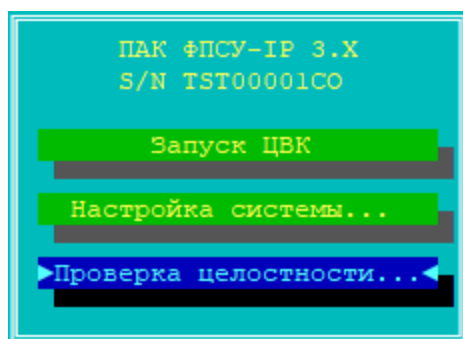 ПАК ФПСУ-IP 3.X
S/N TST00001CO
Запуск ЦВК
Настройка системы...
►Проверка целостности...◄